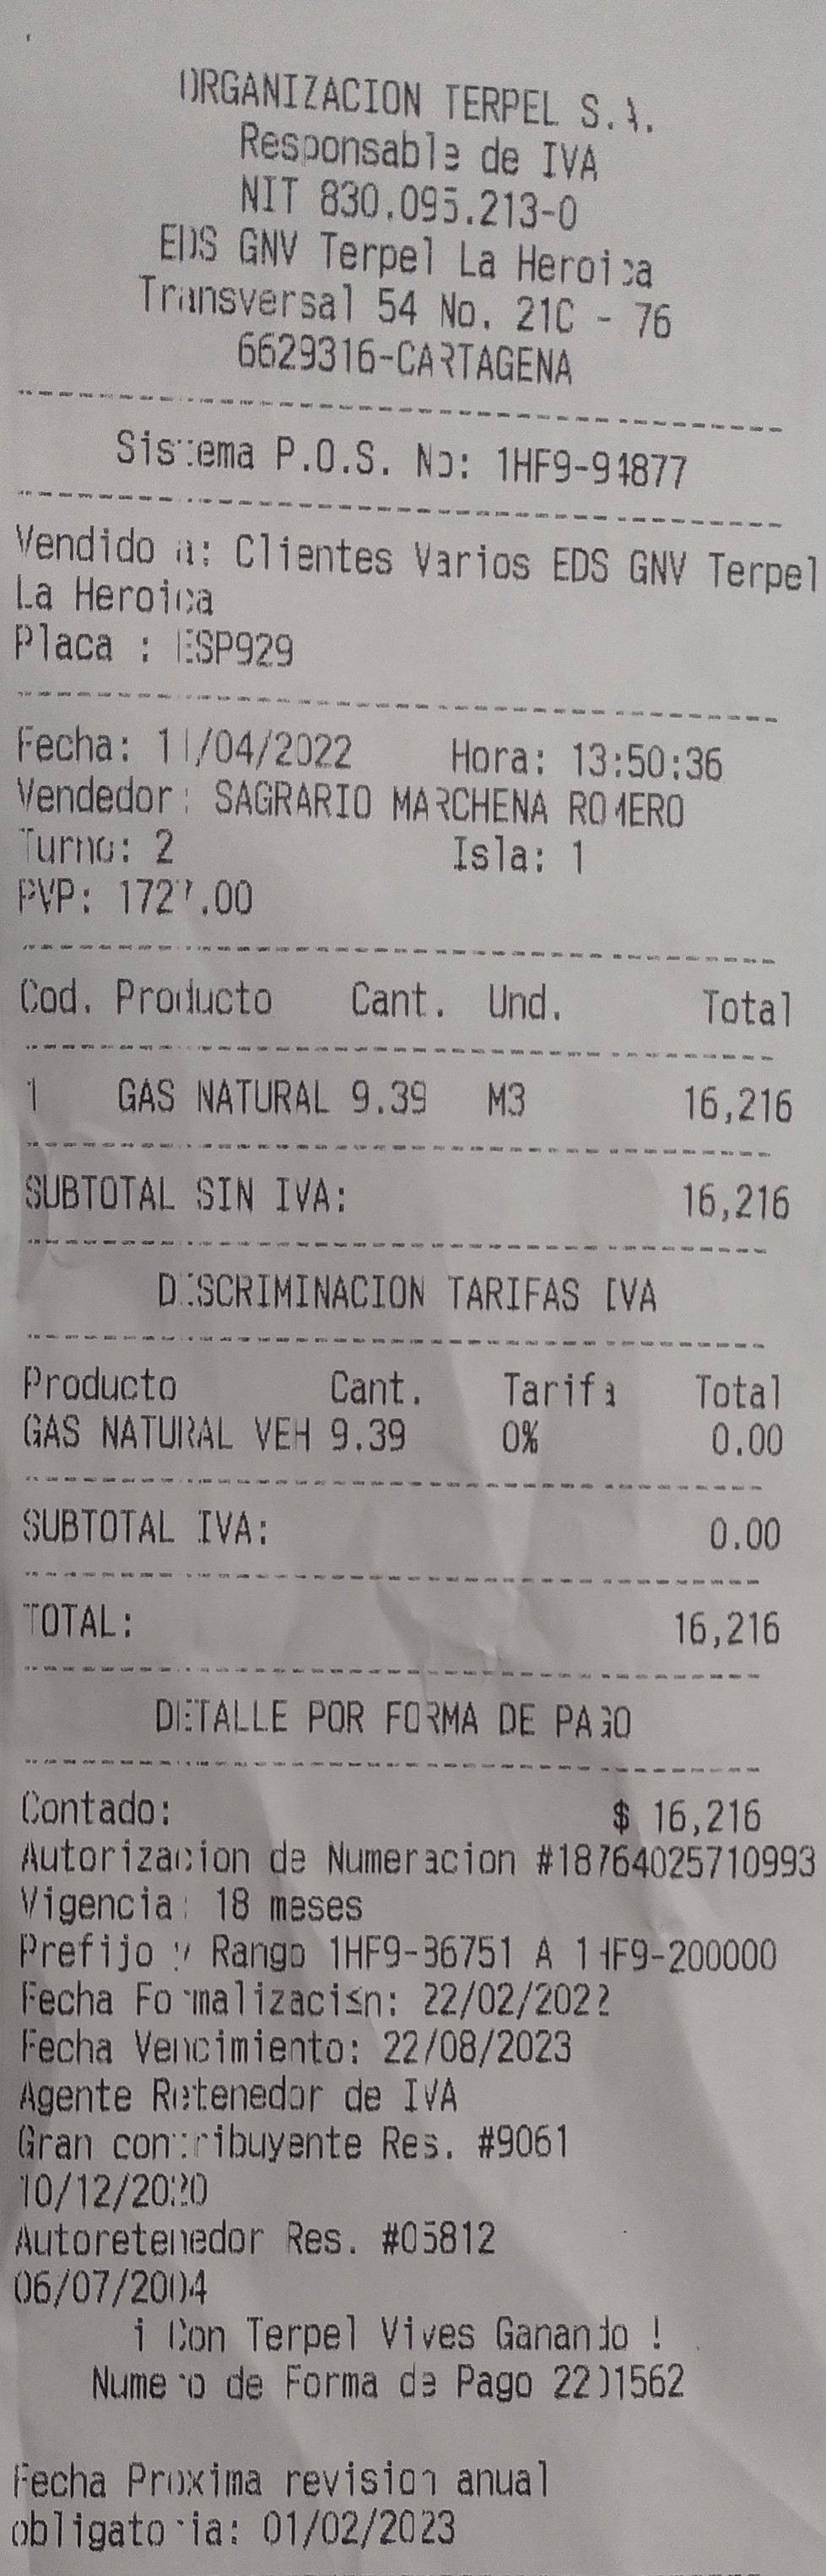 ORGANIZACION TERPEL S.A.
Responsable de IVA
NIT 830.095.213-0
EDS GNV Terpel La Heroica
Transversal 54 No. 21C - 76
6629316-CARTAGENA
Sistema P.O.S. No: 1HF9-94877
Vendido a: Clientes Varios EDS GNV Terpel
La Heroica
Placa : ESP929
Fecha: 11/04/2022 Hora: 13:50:36
Vendedor: SAGRARIO MARCHENA ROMERO
Turno: 2 Isla: 1
PVP: 1727.00
Cod. Producto Cant. Und. Total
1 GAS NATURAL 9.39 M3 16,216
SUBTOTAL SIN IVA: 16,216
DISCRIMINACION TARIFAS IVA
Producto Cant. Tarifa Total
GAS NATURAL VEH 9.39 0% 0.00
SUBTOTAL IVA: 0.00
TOTAL: 16,216
DETALLE POR FORMA DE PAGO
Contado: $ 16,216
Autorizacion de Numeracion #18764025710993
Vigencia: 18 meses
Prefijo y Rango 1HF9-86751 A 1HF9-200000
Fecha Formalizaci≤n: 22/02/2022
Fecha Vencimiento: 22/08/2023
Agente Retenedor de IVA
Gran contribuyente Res. #9061
10/12/2020
Autoretenedor Res. #05812
06/07/2004
¡ Con Terpel Vives Ganando !
Numero de Forma de Pago 2201562
Fecha Proxima revision anual
obligatoria: 01/02/2023